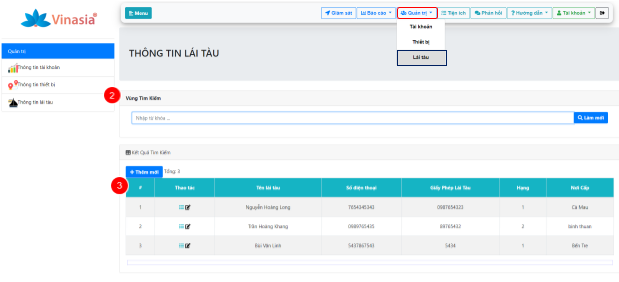 Vinasia®
Menu
Giám sát
Báo cáo
Quản trị
Tiện ích
Phản hồi
Hướng dẫn
Tài khoản
Tài khoản
Thiết bị
Lái tàu
Quản trị
Thông tin tài khoản
Thông tin thiết bị
Thông tin lái tàu
THÔNG TIN LÁI TÀU
2
Vùng Tìm Kiếm
Nhập từ khóa ...
Làm mới
Kết Quả Tìm Kiếm
+ Thêm mới Tổng: 3
3
# Thao tác Tên lái tàu Số điện thoại Giấy Phép Lái Tàu Hạng Nơi Cấp
1 Nguyễn Hoàng Long 7654345343 0987654323 1 Cà Mau
2 Trần Hoàng Khang 0989765435 89765432 2 Ninh Thuận
3 Bùi Văn Linh 5437867543 5434 1 Bến Tre